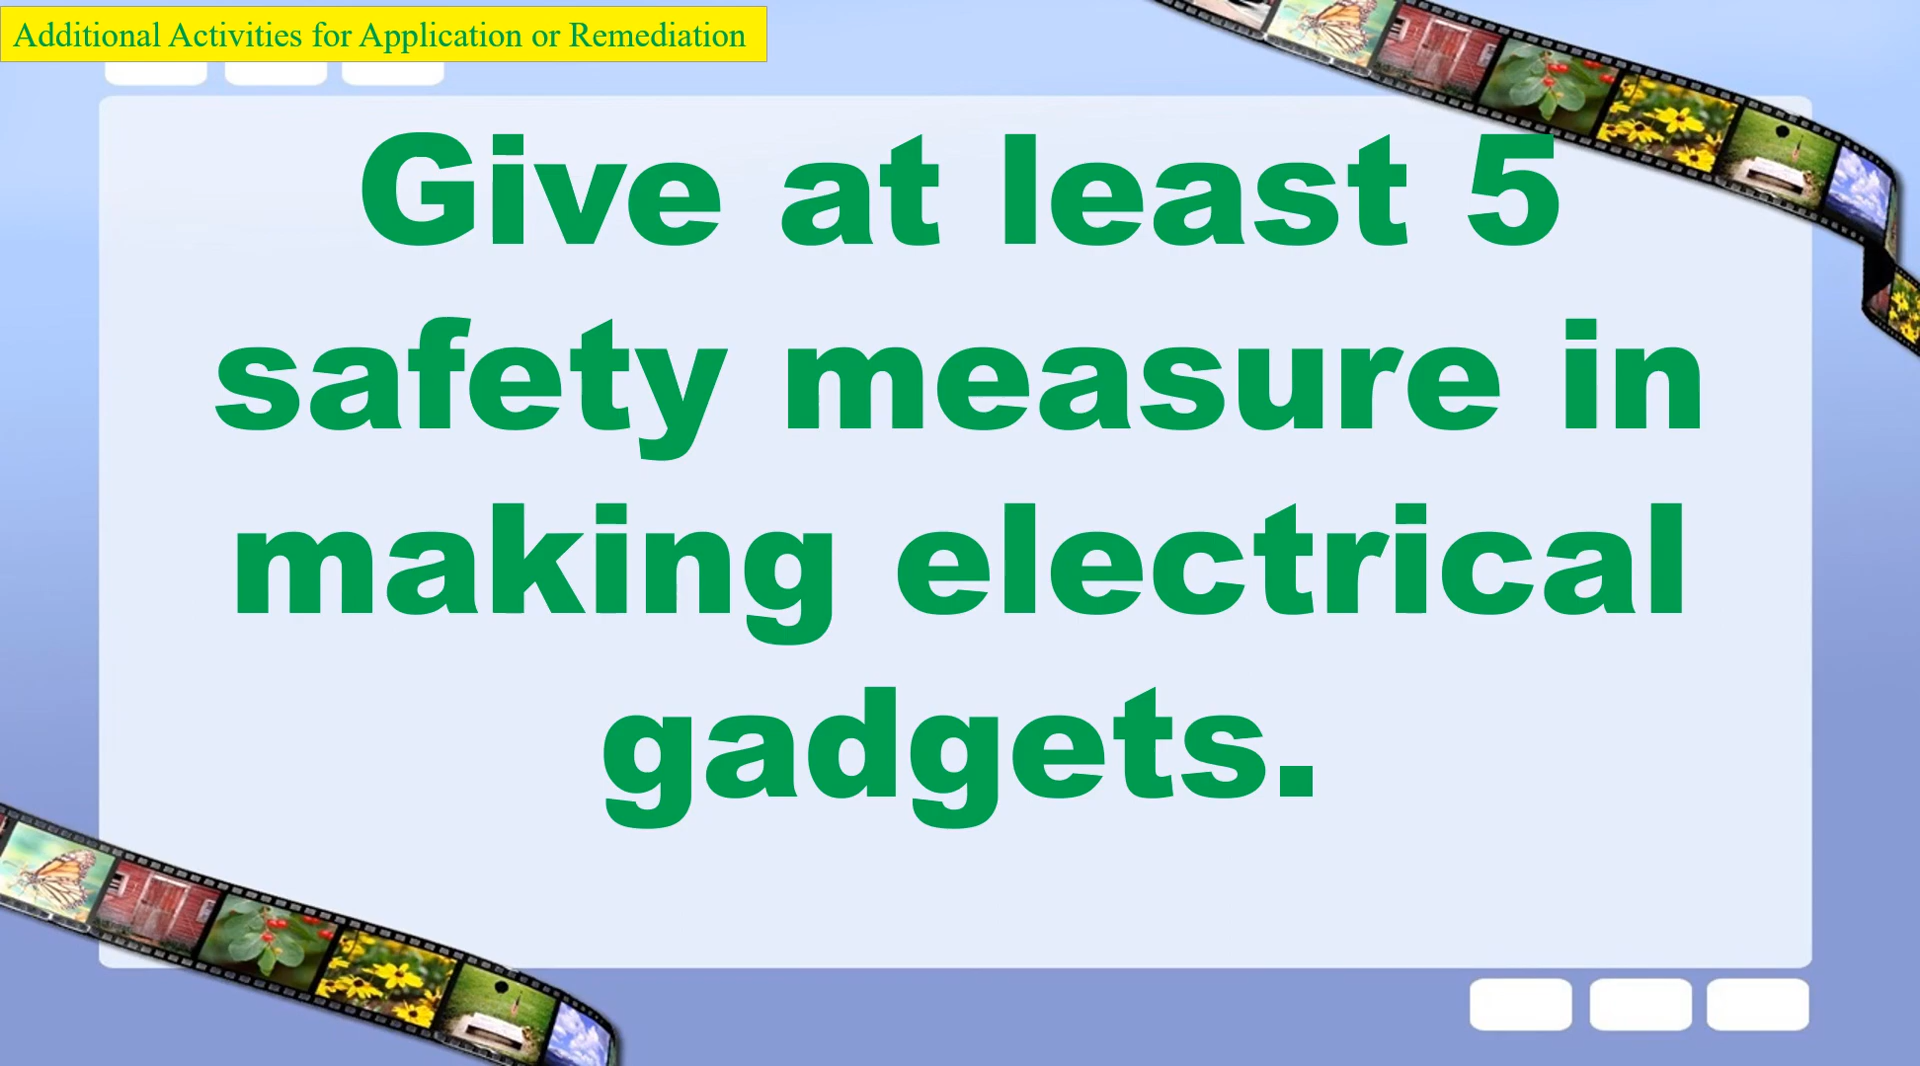 Additional Activities for Application or Remediation
Give at least 5
safety measure in
making electrical
gadgets.